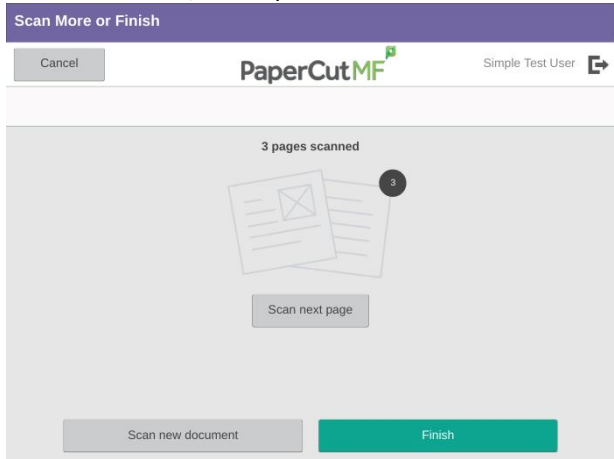 Scan More or Finish
Cancel
PaperCutMF
Simple Test User
3 pages scanned
3
Scan next page
Scan new document
Finish